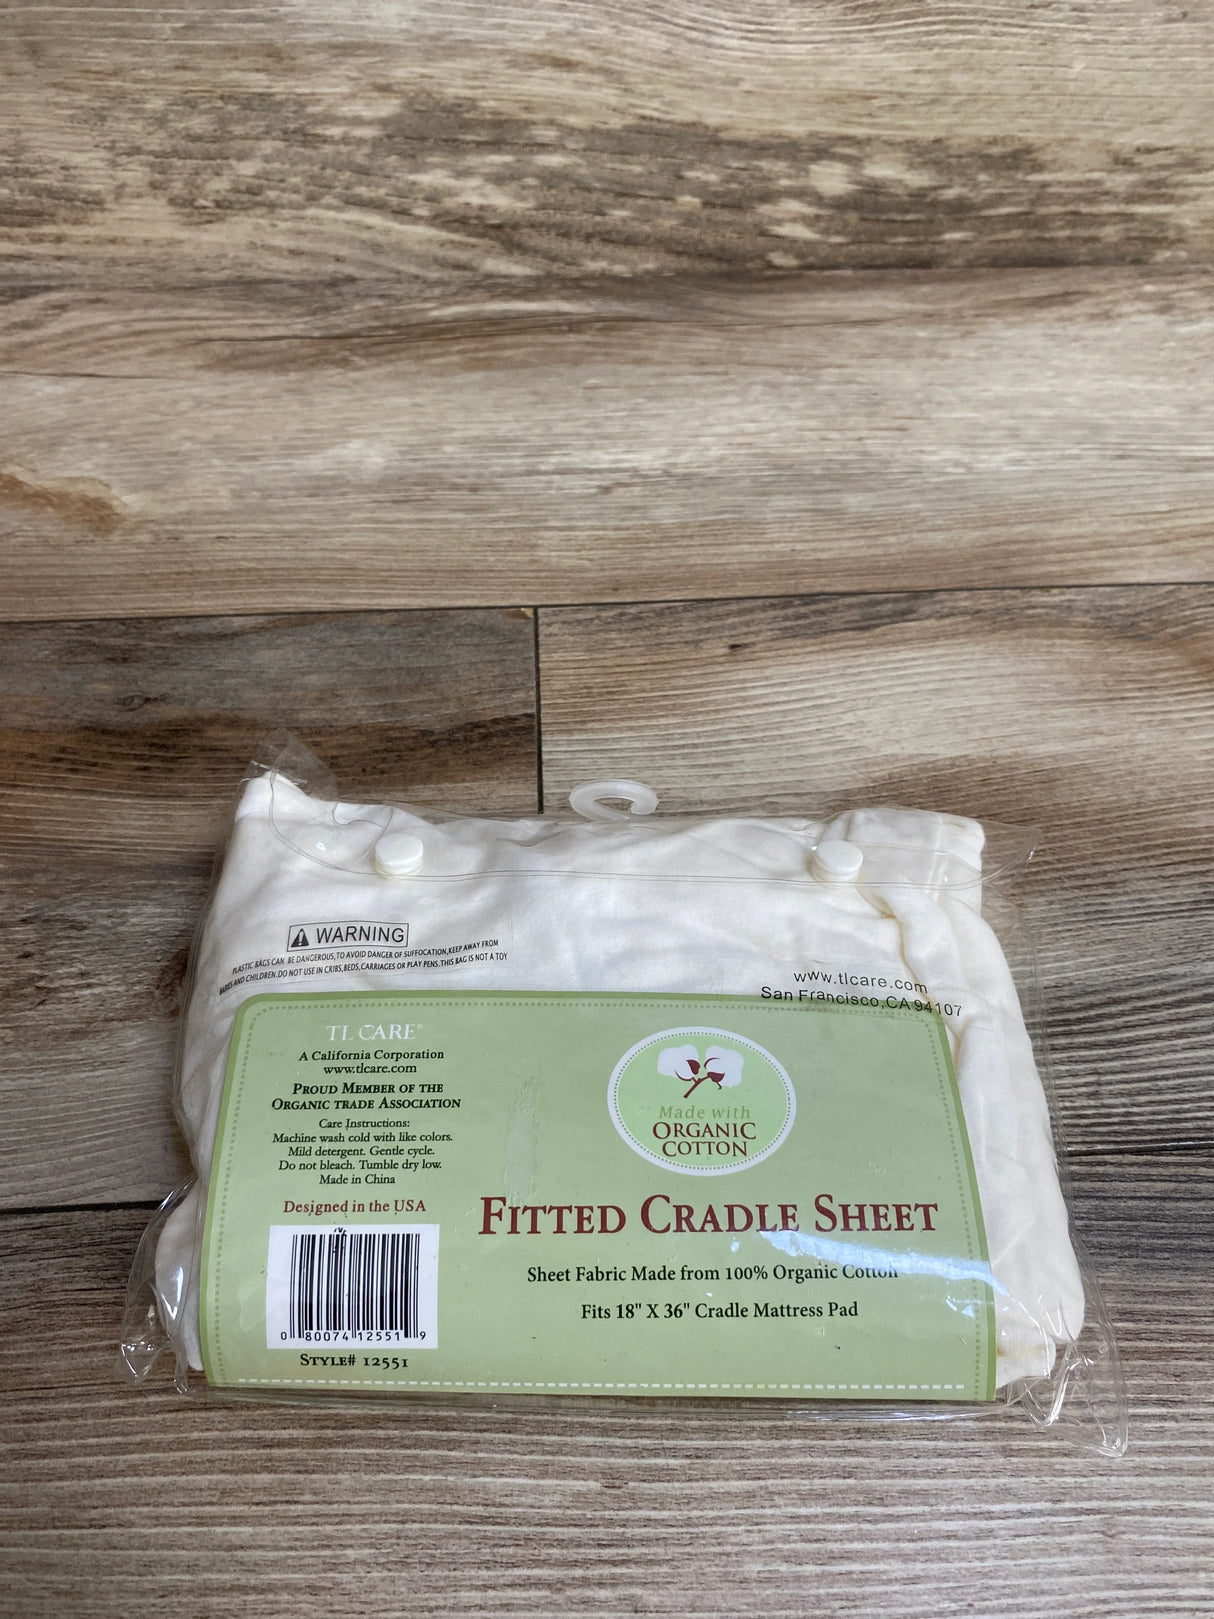 WARNING
PLASTIC BAGS CAN BE DANGEROUS,TO AVOID DANGER OF SUFFOCATION,KEEP AWAY FROM
BABIES AND CHILDREN.DO NOT USE IN CRIBS,BEDS,CARRIAGES OR PLAY PENS.THIS BAG IS NOT A TOY
www.tlcare.com
San Francisco,CA 94107
TL CARE®
A California Corporation
www.tlcare.com
PROUD MEMBER OF THE
ORGANIC TRADE ASSOCIATION
Care Instructions:
Machine wash cold with like colors.
Mild detergent. Gentle cycle.
Do not bleach. Tumble dry low.
Made in China
Designed in the USA
0 80074 12551 9
STYLE# 12551
Made with
ORGANIC
COTTON
FITTED CRADLE SHEET
Sheet Fabric Made from 100% Organic Cotton
Fits 18" X 36" Cradle Mattress Pad